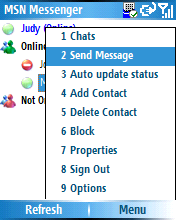 MSN Messenger
Judy (Online)
Onlin
Not O
1 Chats
2 Send Message
3 Auto update status
4 Add Contact
5 Delete Contact
6 Block
7 Properties
8 Sign Out
9 Options
Refresh
Menu